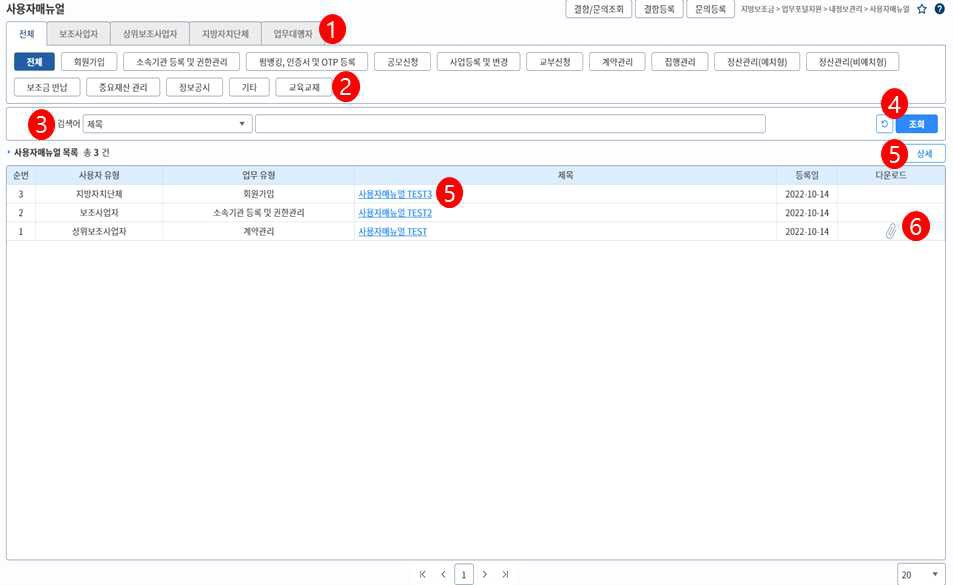 사용자매뉴얼
결함/문의조회 결함등록 문의등록 지방보조금 > 업무포털지원 > 내정보관리 > 사용자매뉴얼
전체 보조사업자 상위보조사업자 지방자치단체 업무대행자 1
전체 회원가입 소속기관 등록 및 권한관리 펌뱅킹, 인증서 및 OTP 등록 공모신청 사업등록 및 변경 교부신청 계약관리 집행관리 정산관리(예치형) 정산관리(비예치형)
보조금 반납 중요재산 관리 정보공시 기타 교육교재 2
3 검색어 제목 4 조회
사용자매뉴얼 목록 총 3 건 5 상세
순번 사용자 유형 업무 유형 제목 등록일 다운로드
3 지방자치단체 회원가입 사용자매뉴얼 TEST3 5 2022-10-14
2 보조사업자 소속기관 등록 및 권한관리 사용자매뉴얼 TEST2 2022-10-14
1 상위보조사업자 계약관리 사용자매뉴얼 TEST 2022-10-14 6
1 20